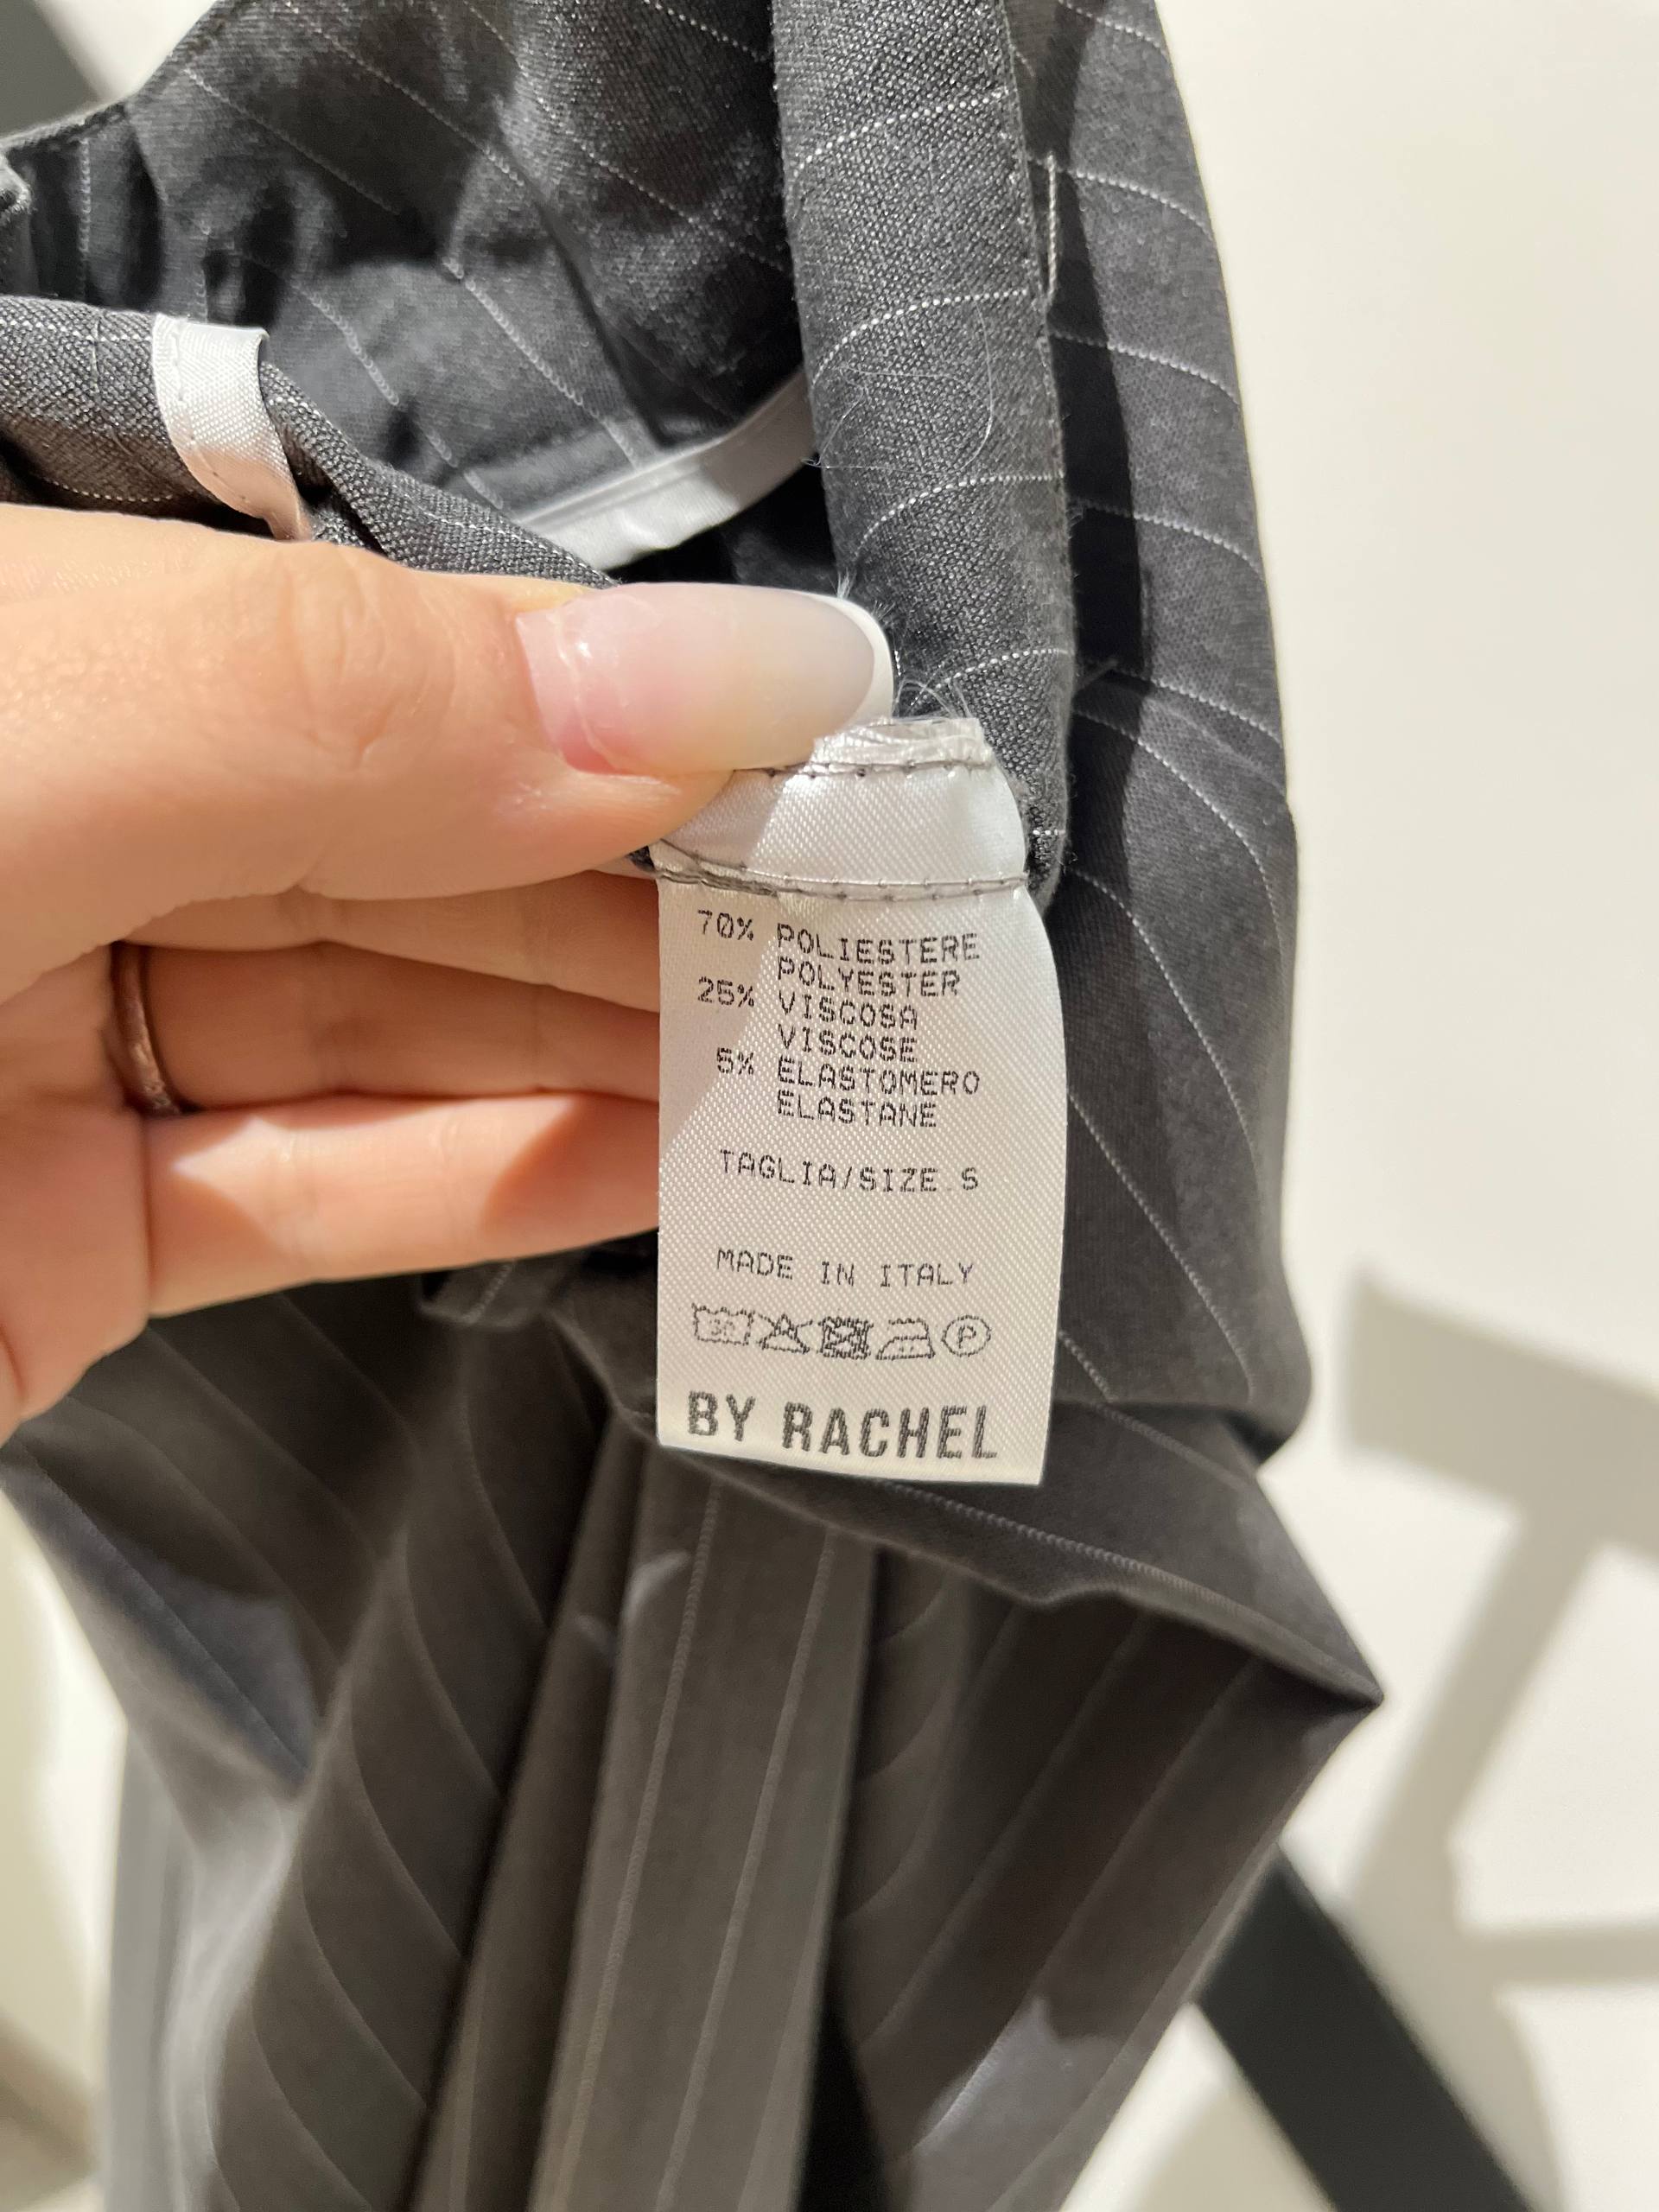 70% POLIESTERE
POLYESTER
25% VISCOSA
VISCOSE
5% ELASTOMERO
ELASTANE
TAGLIA/SIZE S
MADE IN ITALY
30 P
BY RACHEL